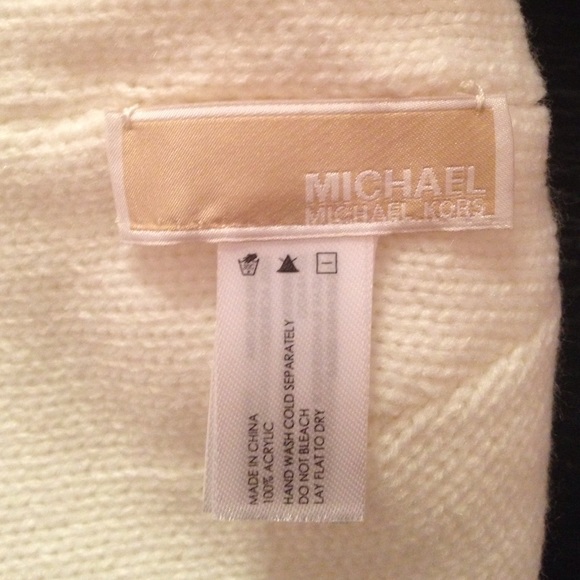 MICHAEL
MICHAEL KORS
MADE IN CHINA
100% ACRYLIC
HAND WASH COLD SEPARATELY
DO NOT BLEACH
LAY FLAT TO DRY